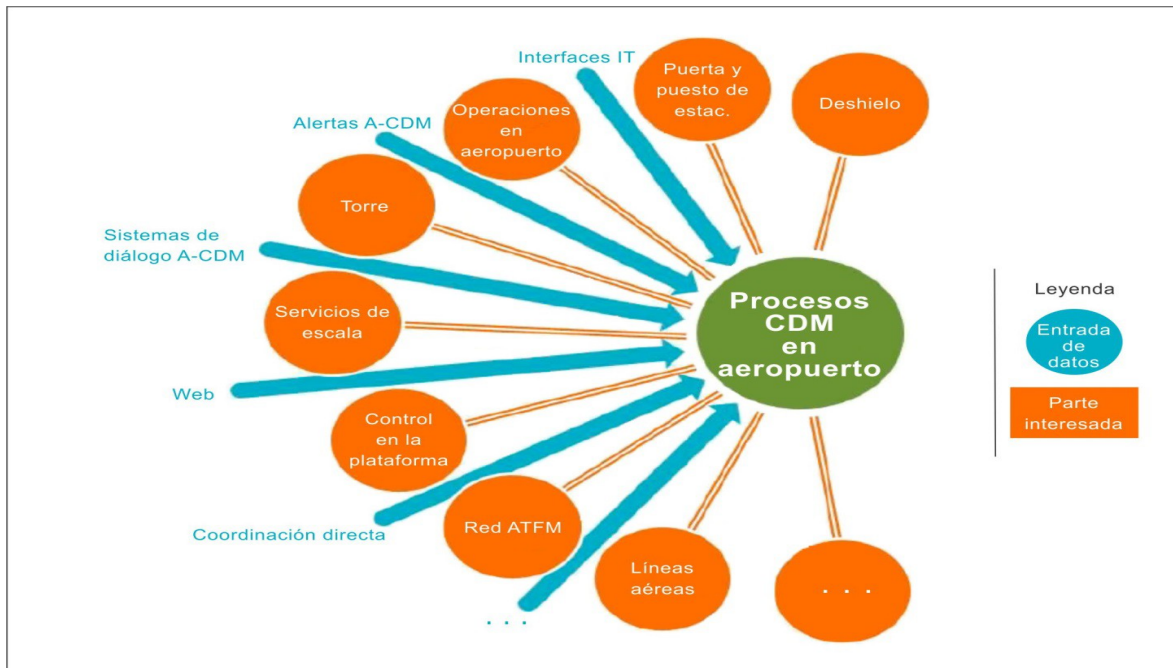 Interfaces IT
Puerta y
puesto de
estac.
Deshielo
Operaciones
en
aeropuerto
Alertas A-CDM
Torre
Sistemas de
diálogo A-CDM
Servicios de
escala
Web
Control
en la
plataforma
Coordinación directa
Red ATFM
. . .
Líneas
aéreas
. . .
Procesos
CDM
en
aeropuerto
Leyenda
Entrada
de
datos
Parte
interesada